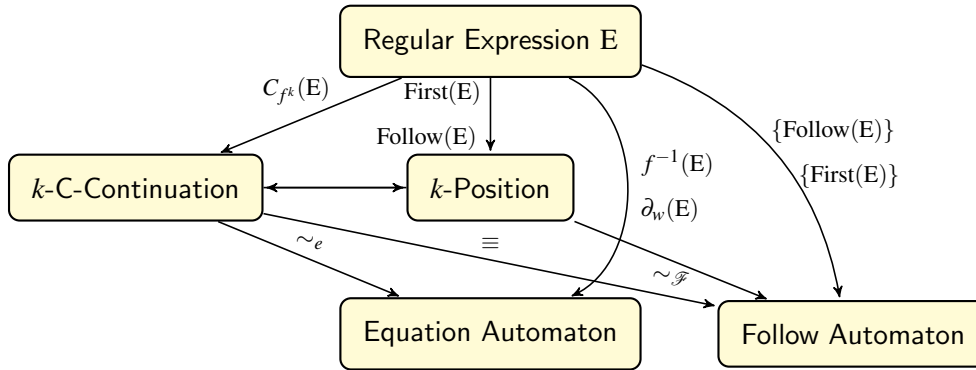 Regular Expression E
C_{f^k}(E)
First(E)
Follow(E)
{Follow(E)}
{First(E)}
f^{-1}(E)
∂_w(E)
k-C-Continuation
k-Position
∼_e
≡
∼_ℱ
Equation Automaton
Follow Automaton